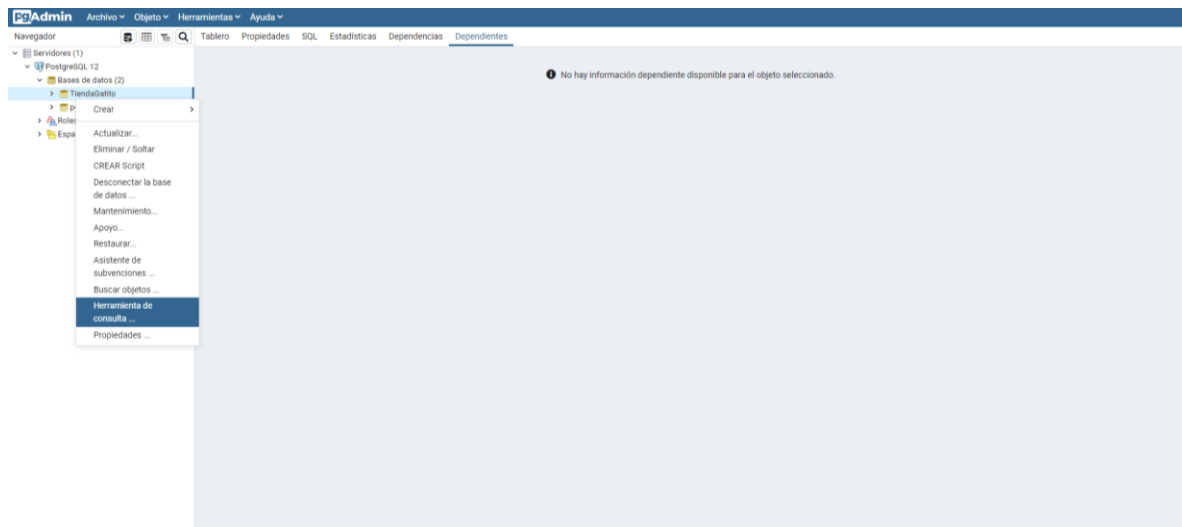 pgAdmin Archivo Objeto Herramientas Ayuda
Navegador Tablero Propiedades SQL Estadísticas Dependencias Dependientes
Servidores (1)
PostgreSQL 12
Bases de datos (2)
TiendaGatito
Roles
Espa
Crear
Actualizar...
Eliminar / Soltar
CREAR Script
Desconectar la base
de datos ...
Mantenimiento...
Apoyo...
Restaurar...
Asistente de
subvenciones ...
Buscar objetos ...
Herramienta de
consulta ...
Propiedades ...
No hay información dependiente disponible para el objeto seleccionado.